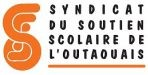 SYNDICAT
DU SOUTIEN
SCOLAIRE DE
L'OUTAOUAIS